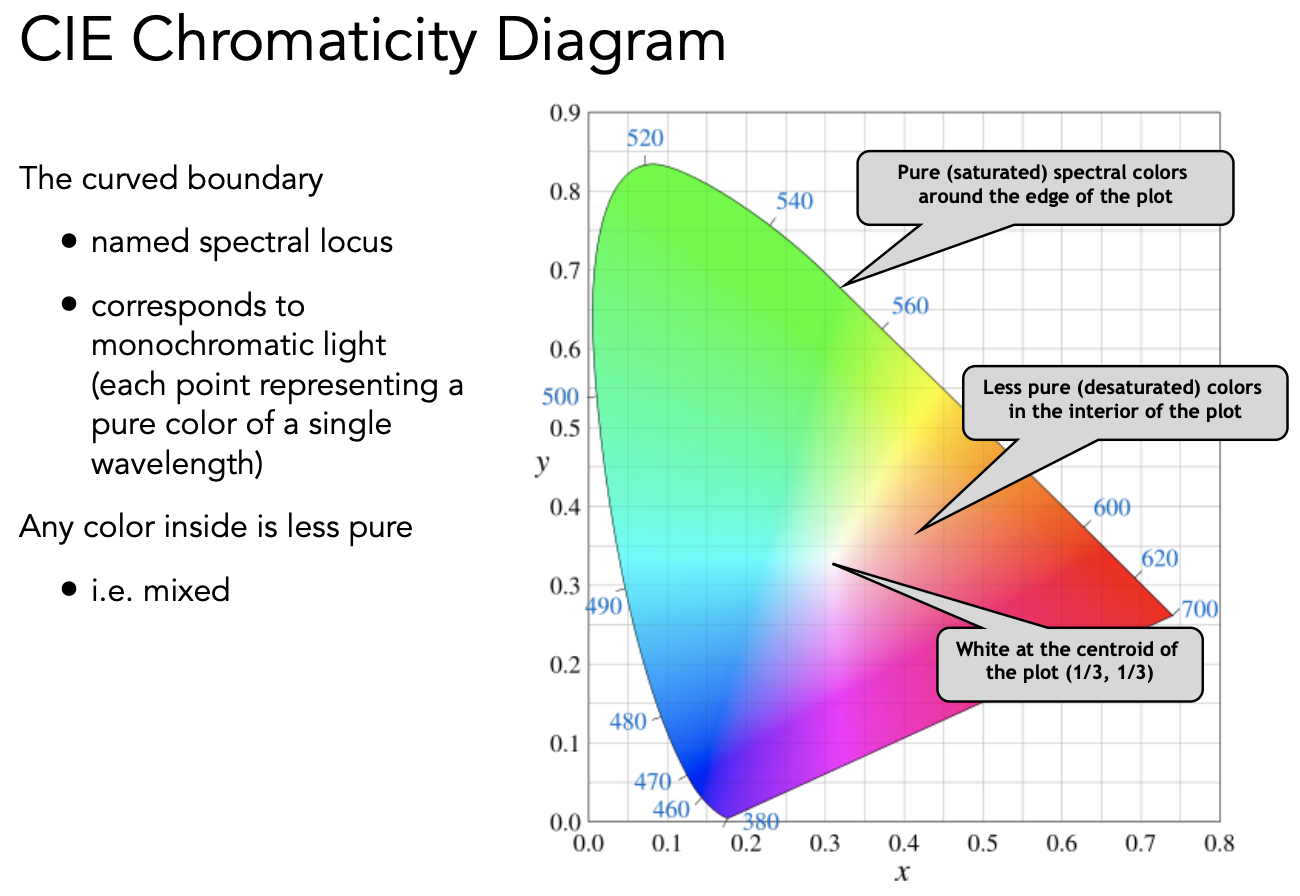 CIE Chromaticity Diagram
The curved boundary
• named spectral locus
• corresponds to
monochromatic light
(each point representing a
pure color of a single
wavelength)
Any color inside is less pure
• i.e. mixed
0.9
0.8
0.7
0.6
0.5
y
0.4
0.3
0.2
0.1
0.0
0.0 0.1 0.2 0.3 0.4 0.5 0.6 0.7 0.8
x
520
540
560
500
600
620
700
490
480
470
460
380
Pure (saturated) spectral colors
around the edge of the plot
Less pure (desaturated) colors
in the interior of the plot
White at the centroid of
the plot (1/3, 1/3)